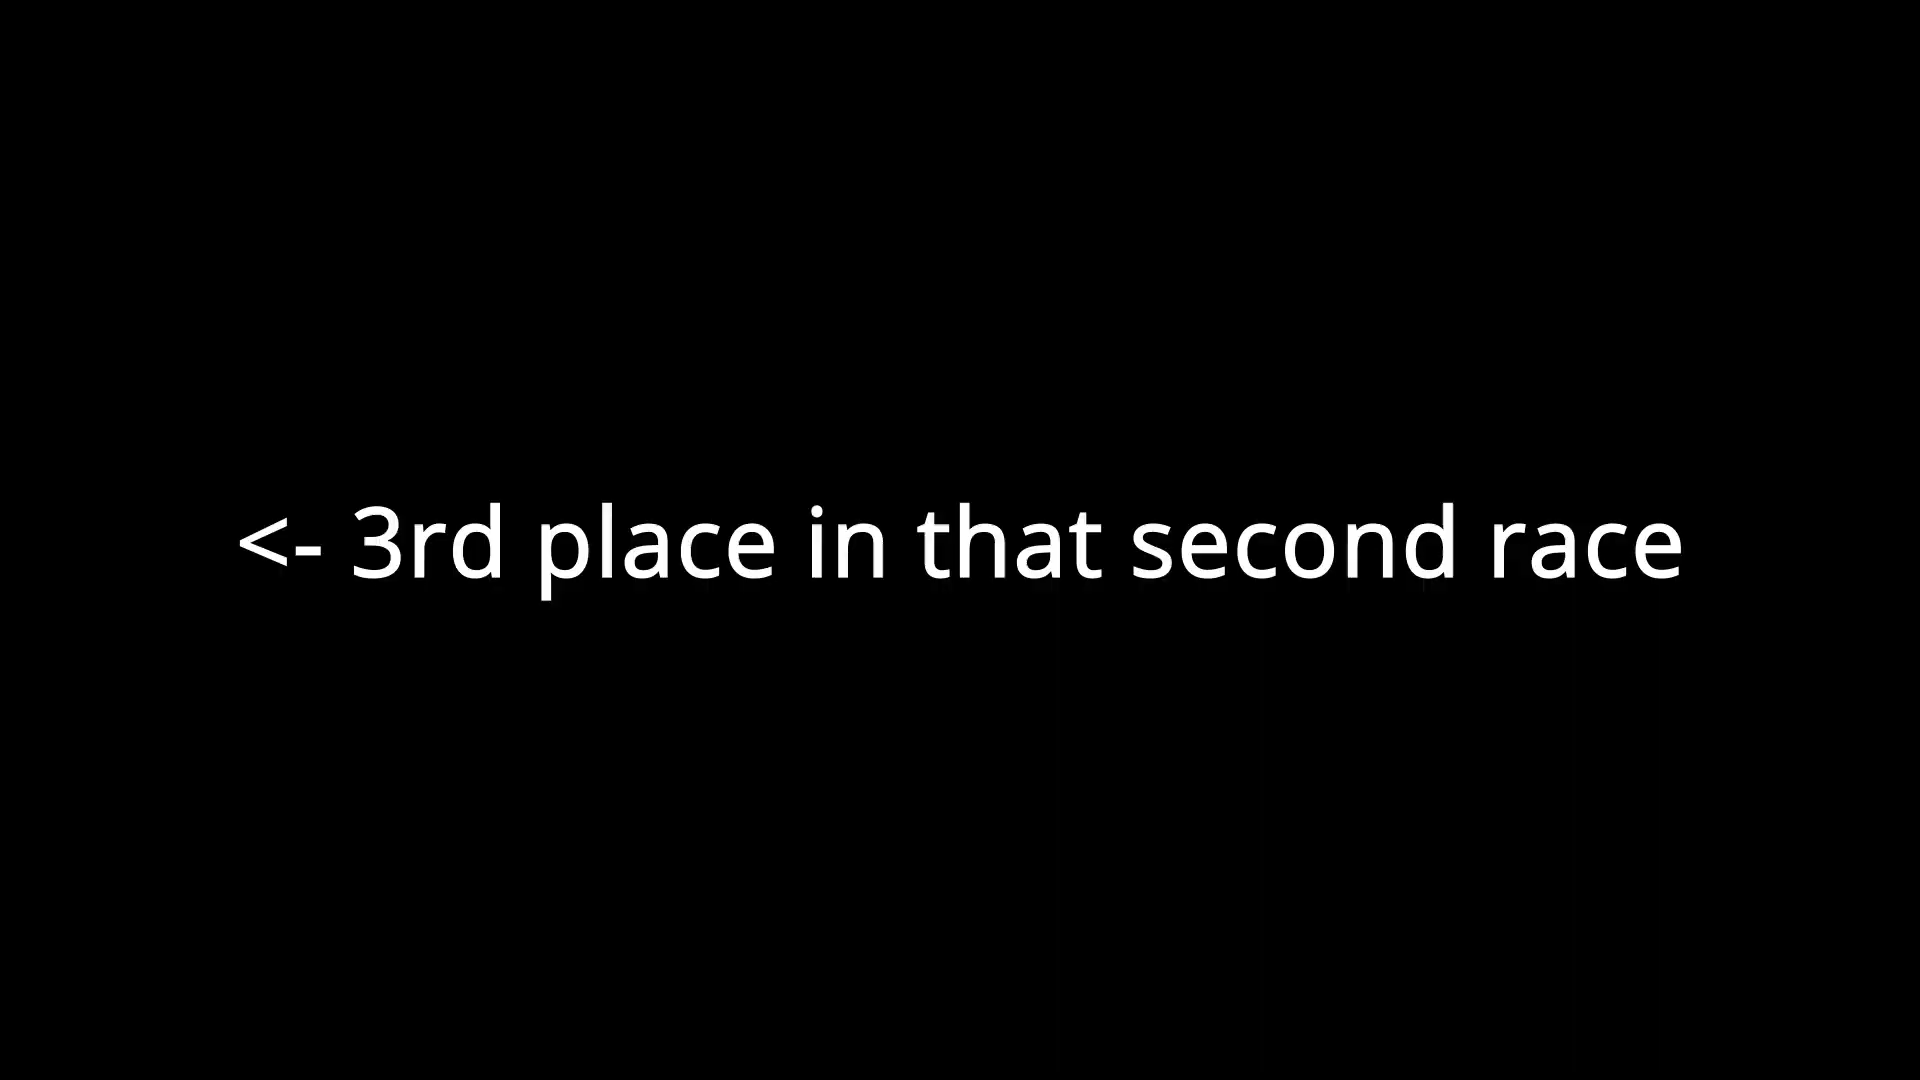 <- 3rd place in that second race